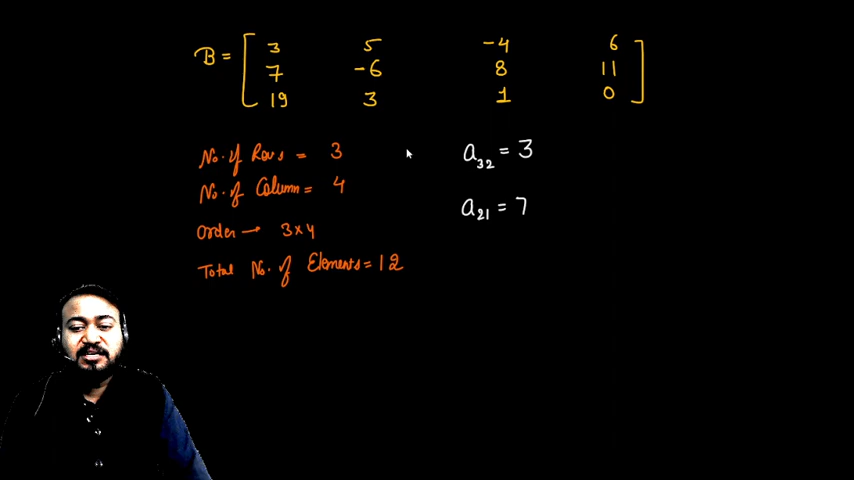 B = [ 3 5 -4 6
7 -6 8 11
19 3 1 0 ]
No. of Rows = 3
No. of Column = 4
Order → 3×4
Total No. of Elements = 12
a₃₂ = 3
a₂₁ = 7